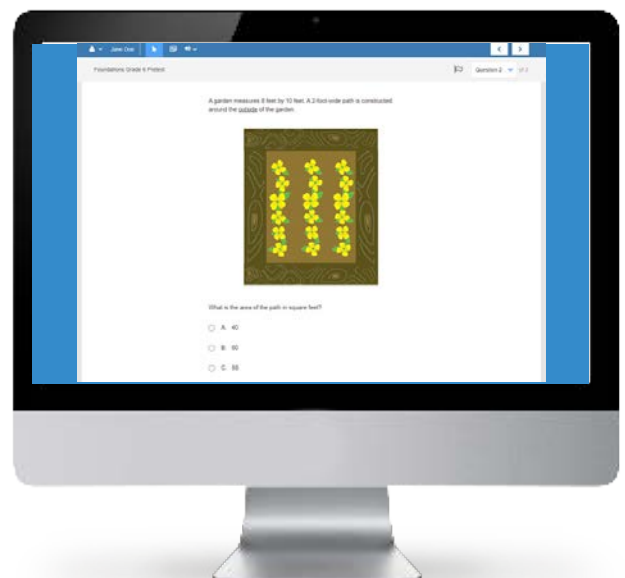 Jane Doe
Foundations Grade 6 Pretest
Question 2 of 2
A garden measures 8 feet by 10 feet. A 2-foot-wide path is constructed
around the outside of the garden.
What is the area of the path in square feet?
A. 40
B.
C.